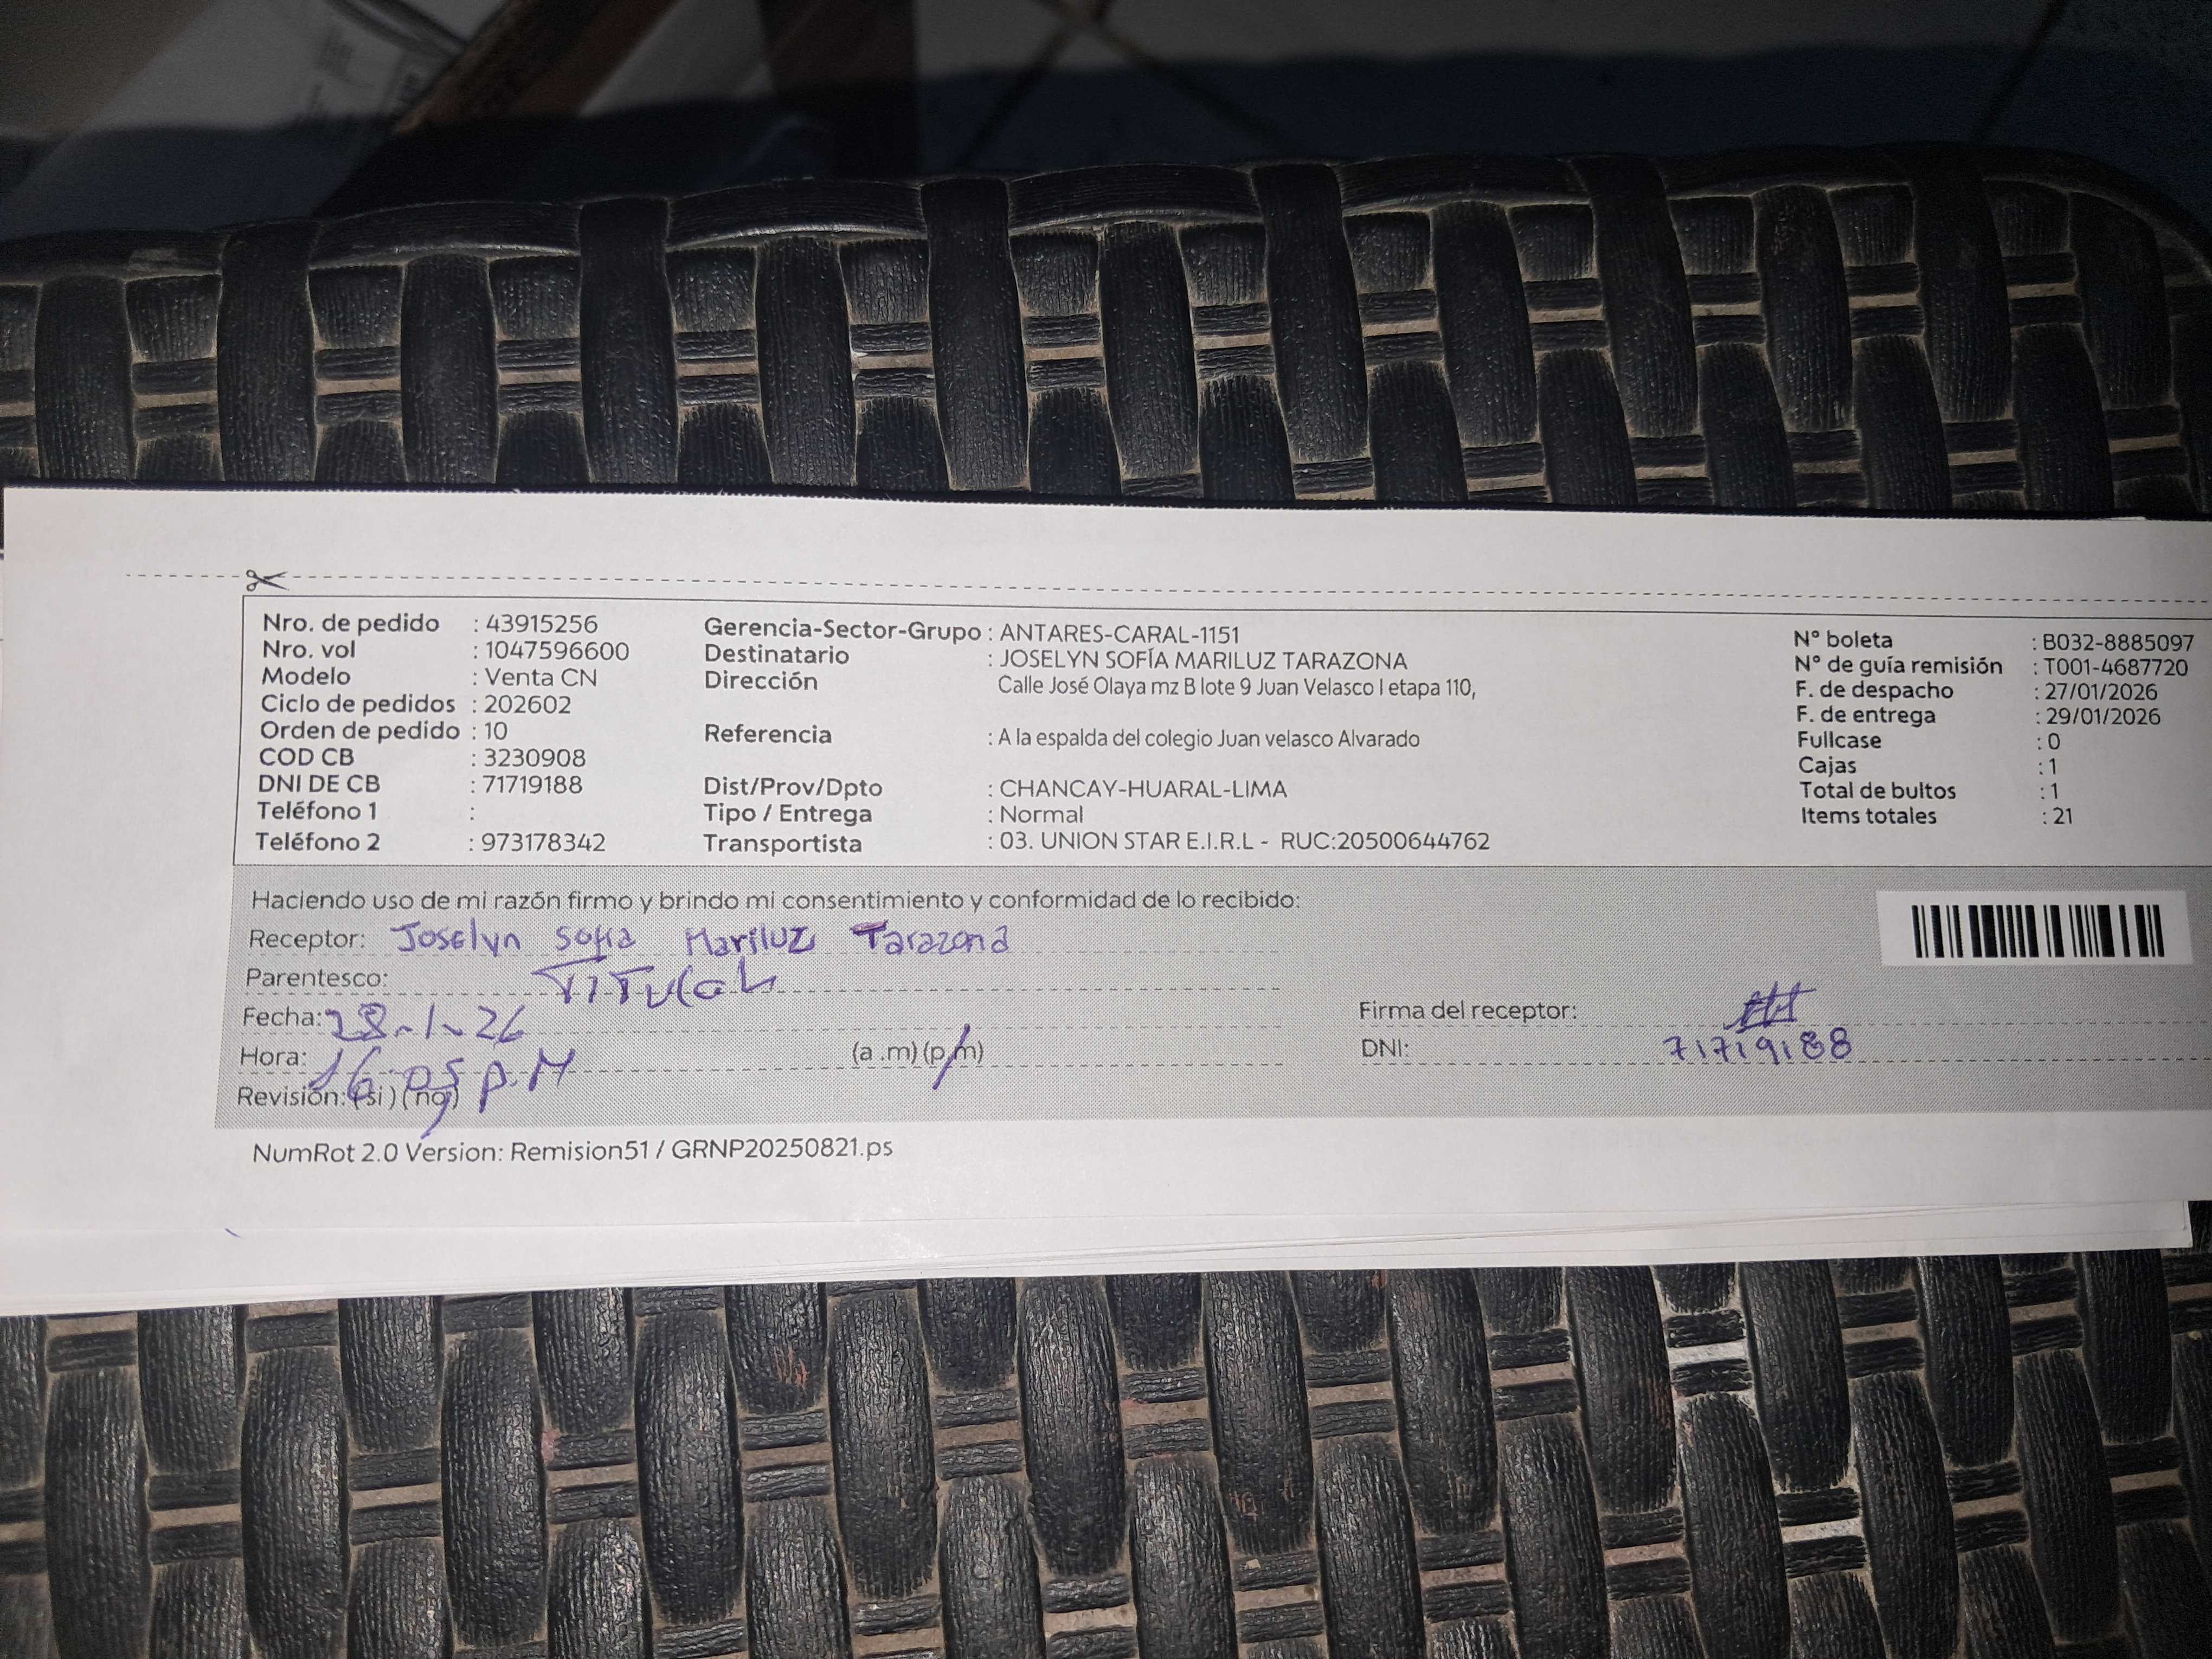 Nro. de pedido : 43915256
Nro. vol : 1047596600
Modelo : Venta CN
Ciclo de pedidos : 202602
Orden de pedido : 10
COD CB : 3230908
DNI DE CB : 71719188
Teléfono 1 :
Teléfono 2 : 973178342
Gerencia-Sector-Grupo : ANTARES-CARAL-1151
Destinatario : JOSELYN SOFÍA MARILUZ TARAZONA
Dirección Calle José Olaya mz B lote 9 Juan Velasco I etapa 110,
Referencia : A la espalda del colegio Juan velasco Alvarado
Dist/Prov/Dpto : CHANCAY-HUARAL-LIMA
Tipo / Entrega : Normal
Transportista : 03. UNION STAR E.I.R.L - RUC:20500644762
N° boleta : B032-8885097
N° de guía remisión : T001-4687720
F. de despacho : 27/01/2026
F. de entrega : 29/01/2026
Fullcase : 0
Cajas : 1
Total de bultos : 1
Items totales : 21
Haciendo uso de mi razón firmo y brindo mi consentimiento y conformidad de lo recibido:
Receptor: Joselyn Sofia Mariluz Tarazona
Parentesco: TITULAL
Fecha: 28-1-26
Hora: 16: P.M (a .m) (p/m)
Revisión: (si ) ( no)
Firma del receptor:
DNI: 71719188
NumRot 2.0 Version: Remision51 / GRNP20250821.ps